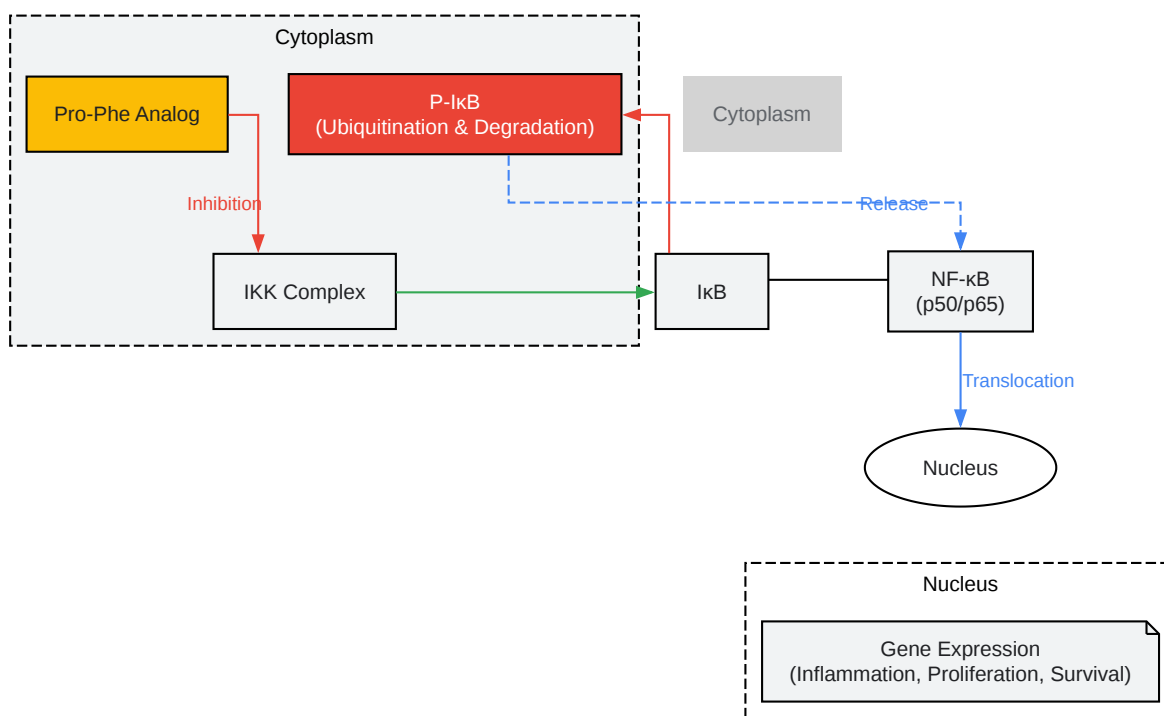 Cytoplasm
Pro-Phe Analog
P-IκB
(Ubiquitination & Degradation)
Cytoplasm
Inhibition
Release
IKK Complex
IκB
NF-κB
(p50/p65)
Translocation
Nucleus
Nucleus
Gene Expression
(Inflammation, Proliferation, Survival)